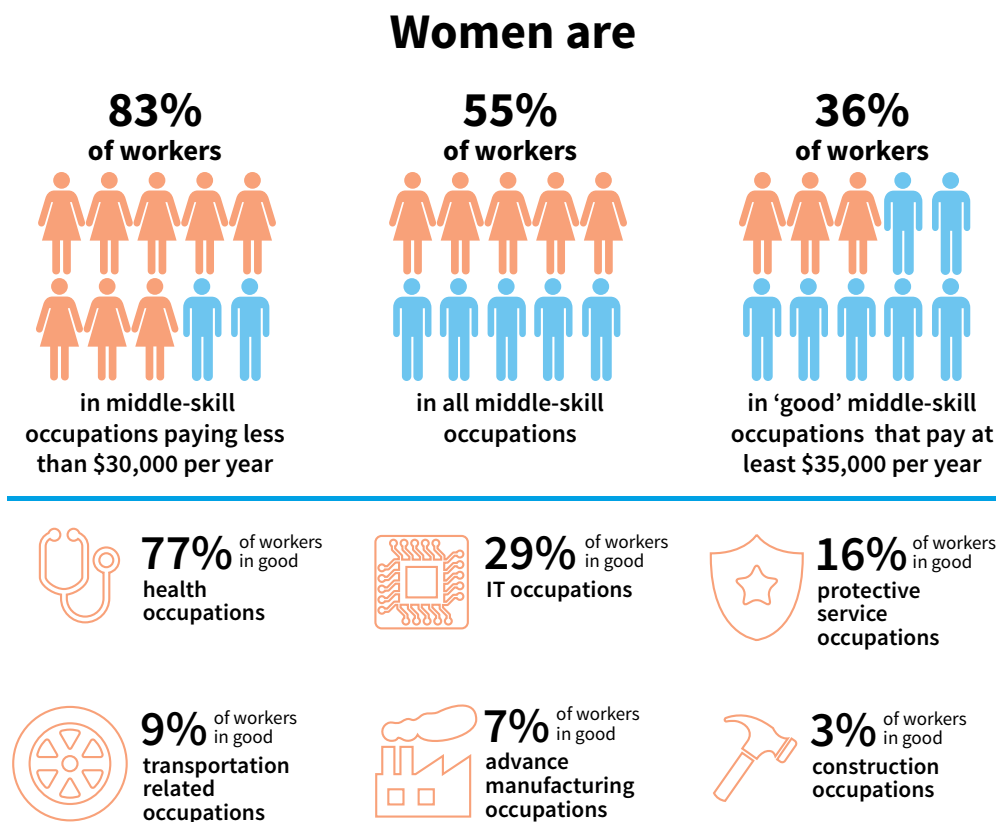 Women are
83%
of workers
in middle-skill
occupations paying less
than $30,000 per year
55%
of workers
in all middle-skill
occupations
36%
of workers
in ‘good’ middle-skill
occupations that pay at
least $35,000 per year
77% of workers
in good
health
occupations
29% of workers
in good
IT occupations
16% of workers
in good
protective
service
occupations
9% of workers
in good
transportation
related
occupations
7% of workers
in good
advance
manufacturing
occupations
3% of workers
in good
construction
occupations